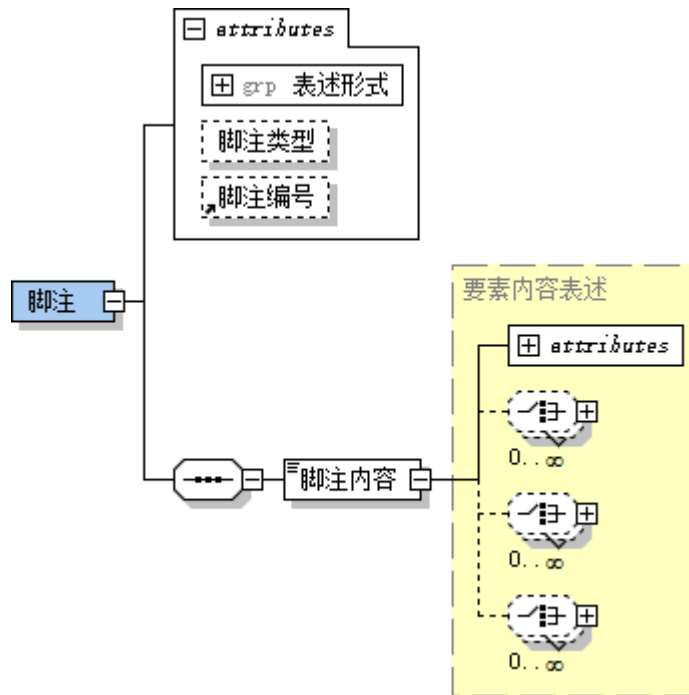 attributes
grp 表述形式
脚注类型
脚注编号
脚注
要素内容表述
attributes
0..∞
脚注内容
0..∞
0..∞